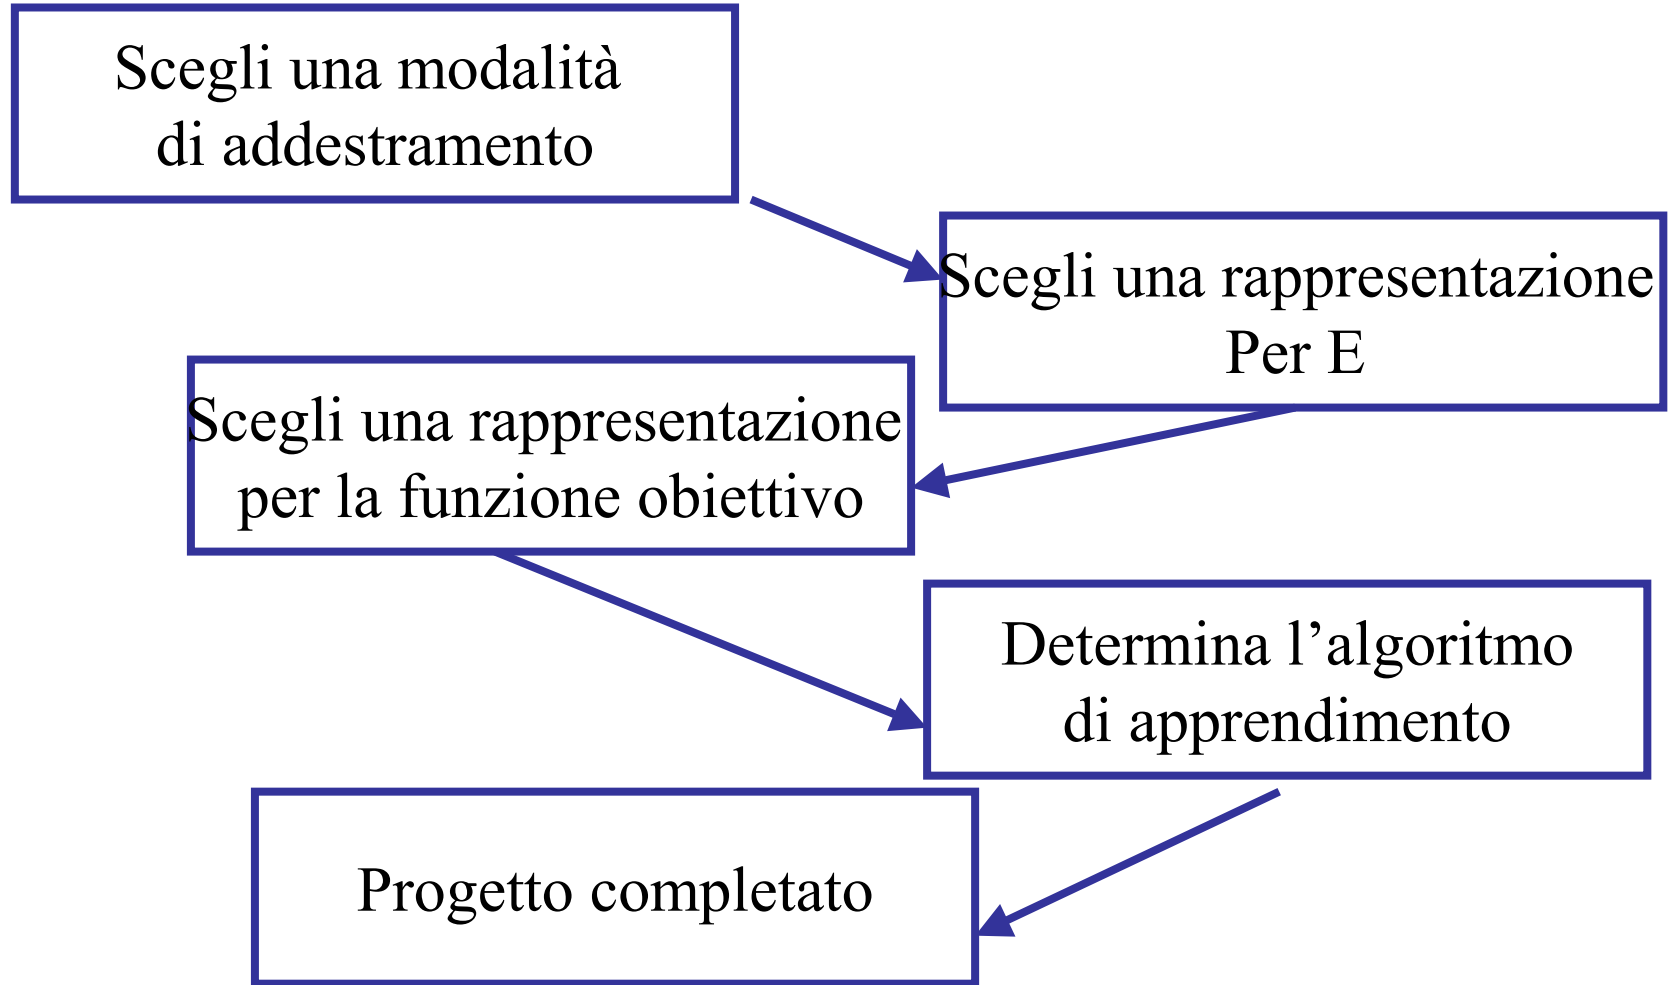 Scegli una modalità
di addestramento
Scegli una rappresentazione
Per E
Scegli una rappresentazione
per la funzione obiettivo
Determina l’algoritmo
di apprendimento
Progetto completato